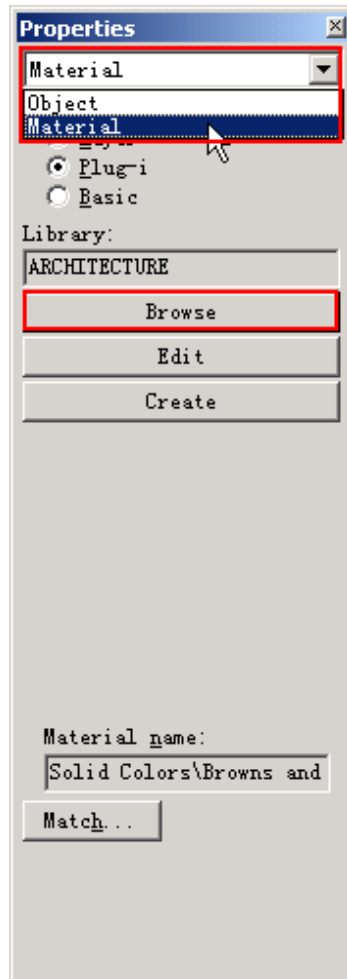 Properties
Material
Object
Material
Plug-i
Basic
Library:
ARCHITECTURE
Browse
Edit
Create
Material name:
Solid Colors\Browns and
Match...